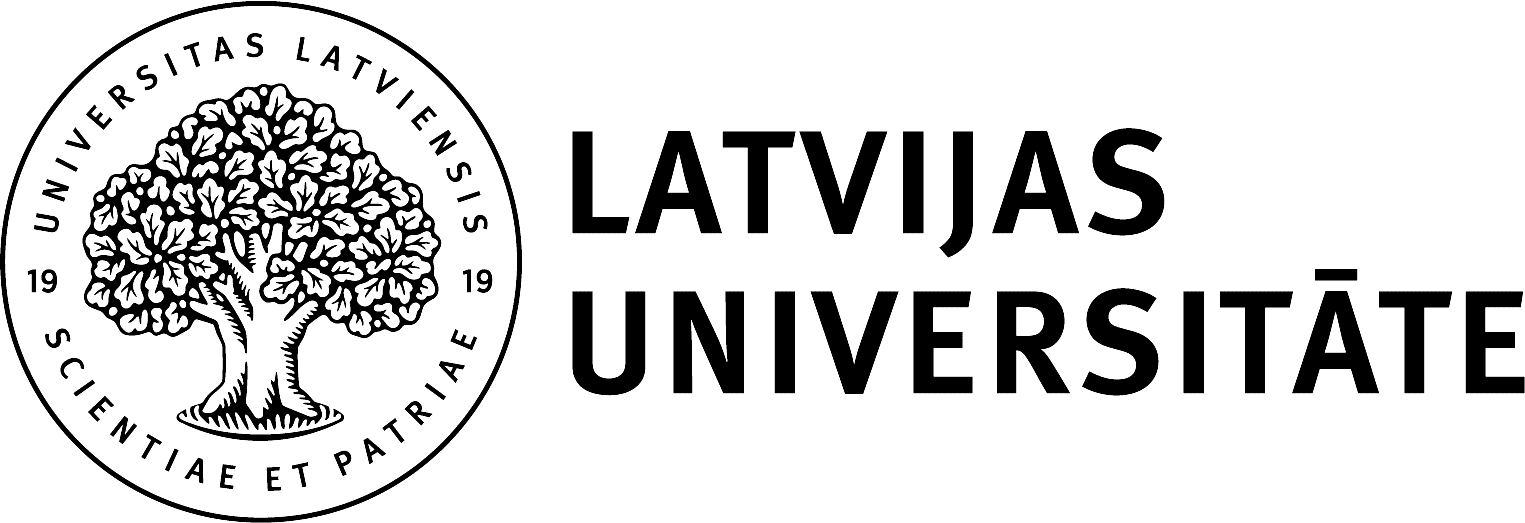 UNIVERSITAS LATVIENSIS
19 19
SCIENTIAE ET PATRIAE
LATVIJAS
UNIVERSITĀTE